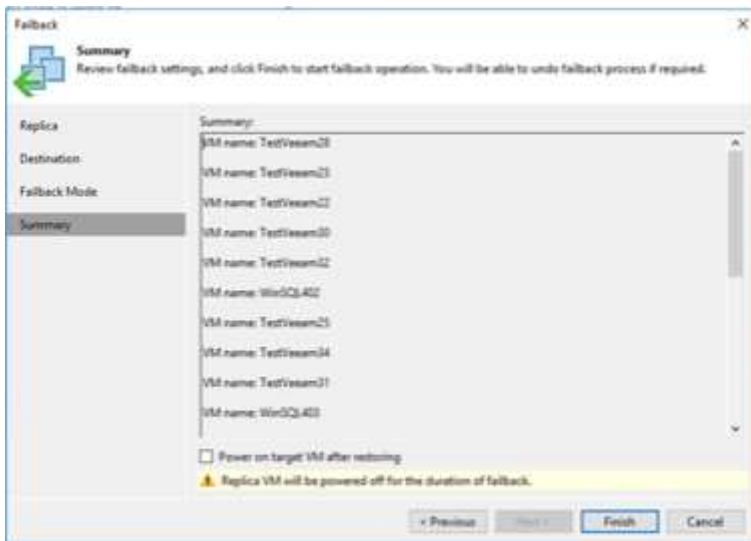 Failback
Summary
Review failback settings, and click Finish to start failback operation. You will be able to undo failback process if required.
Replica
Destination
Failback Mode
Summary
Summary:
VM name: TestVeeam28
VM name: TestVeeam23
VM name: TestVeeam22
VM name: TestVeeam30
VM name: TestVeeam32
VM name: WinSQL402
VM name: TestVeeam25
VM name: TestVeeam34
VM name: TestVeeam31
VM name: WinSQL403
Power on target VM after restoring
Replica VM will be powered off for the duration of failback.
< Previous
Next >
Finish
Cancel